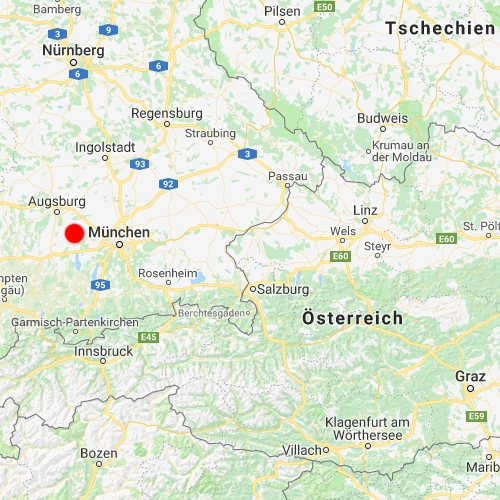 Bamberg
3
9
E50
Pilsen
Tschechien
Nürnberg
6
6
Regensburg
Budweis
Straubing
Krumau an
der Moldau
Ingolstadt
3
93
92
Passau
Augsburg
Linz
München
Wels
E60
St. Pölt
Steyr
E60
Rosenheim
mpten
gäu)
95
Salzburg
Berchtesgaden
Österreich
Garmisch-Partenkirchen
E45
Innsbruck
Graz
E59
Klagenfurt am
Wörthersee
Villach
Bozen
Marib